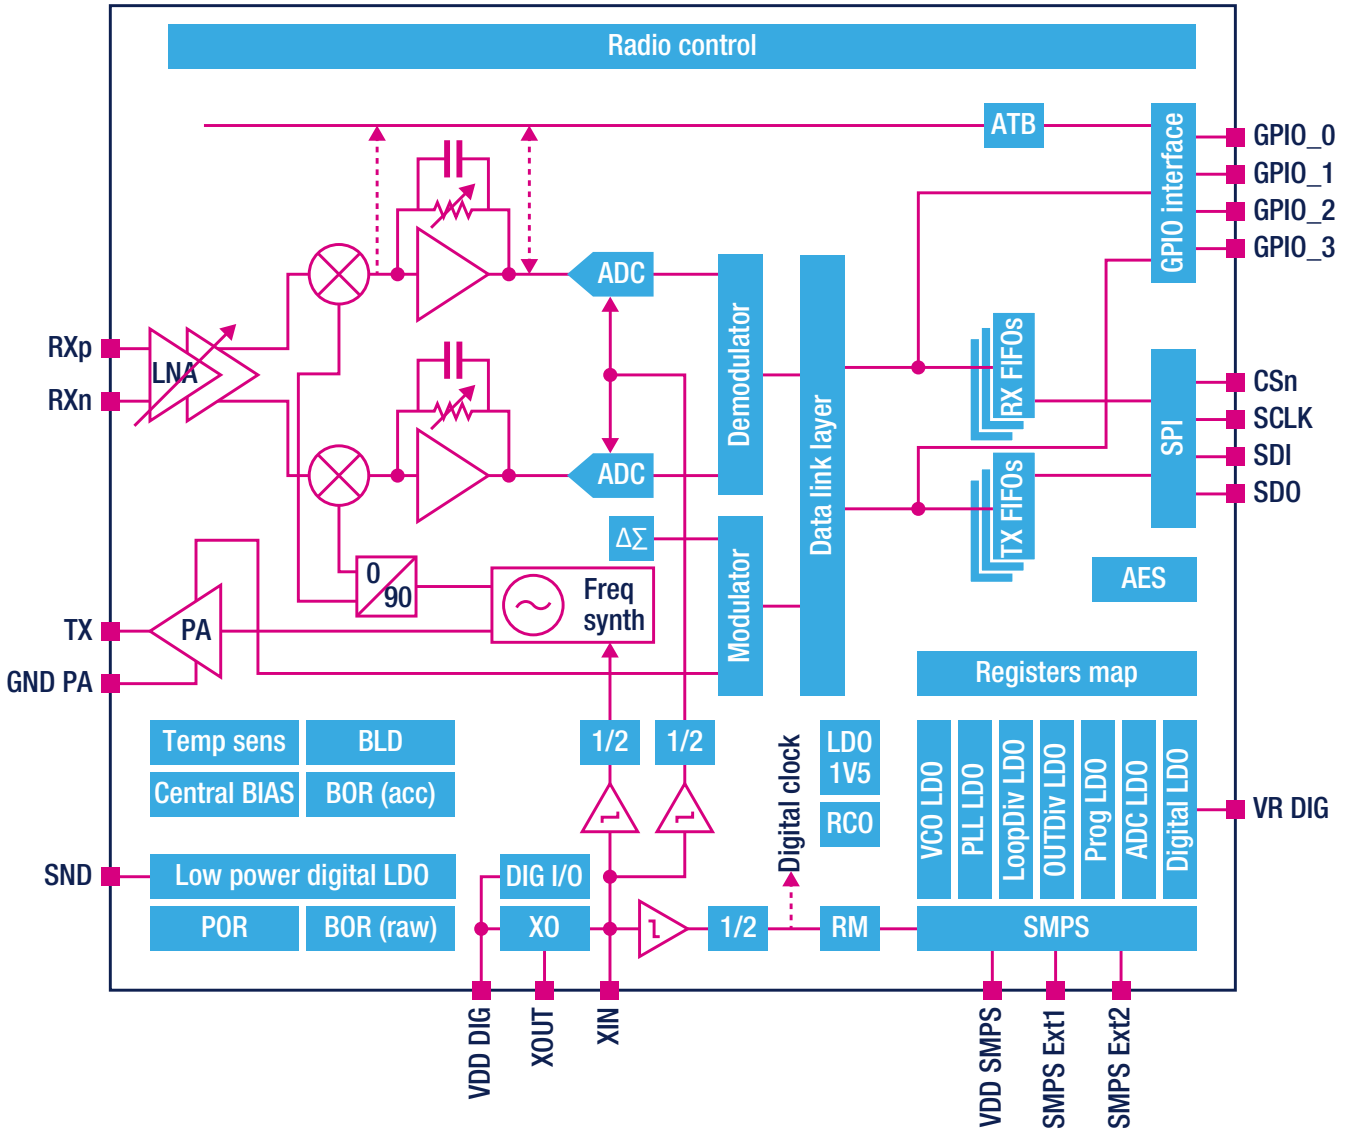 Radio control
ATB
GPIO interface
GPIO_0
GPIO_1
GPIO_2
GPIO_3
ADC
RXp
RXn
LNA
Demodulator
Data link layer
RX FIFOs
SPI
CSn
SCLK
SDI
SDO
ADC
TX FIFOs
ΔΣ
Modulator
AES
0
90
Freq
synth
TX
PA
GND PA
Registers map
Temp sens
BLD
1/2
1/2
Digital clock
LDO
1V5
VCO LDO
PLL LDO
LoopDiv LDO
OUTDiv LDO
Prog LDO
ADC LDO
Digital LDO
Central BIAS
BOR (acc)
RCO
VR DIG
SND
Low power digital LDO
DIG I/O
POR
BOR (raw)
XO
1/2
RM
SMPS
VDD DIG
XOUT
XIN
VDD SMPS
SMPS Ext1
SMPS Ext2